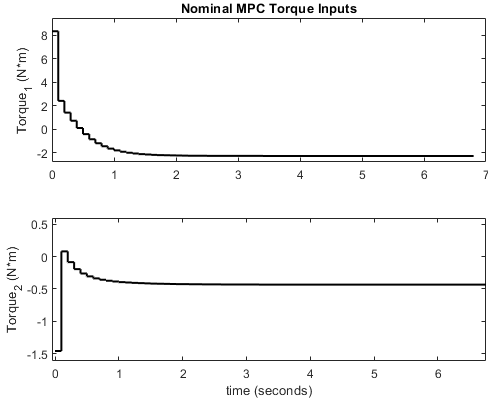 Nominal MPC Torque Inputs
Torque1 (N*m)
8
6
4
2
0
-2
0 1 2 3 4 5 6 7
Torque2 (N*m)
0.5
0
-0.5
-1
-1.5
0 1 2 3 4 5 6
time (seconds)